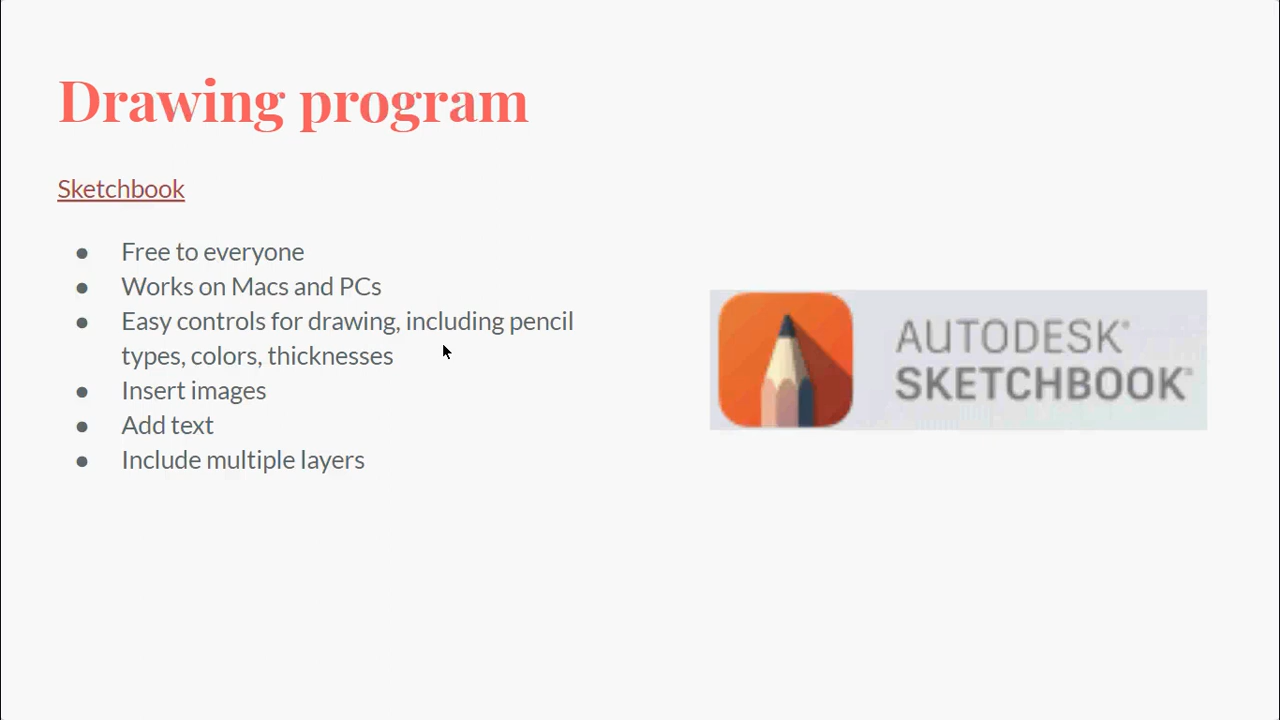 Drawing program
Sketchbook
● Free to everyone
● Works on Macs and PCs
● Easy controls for drawing, including pencil
types, colors, thicknesses
● Insert images
● Add text
● Include multiple layers
AUTODESK®
SKETCHBOOK™